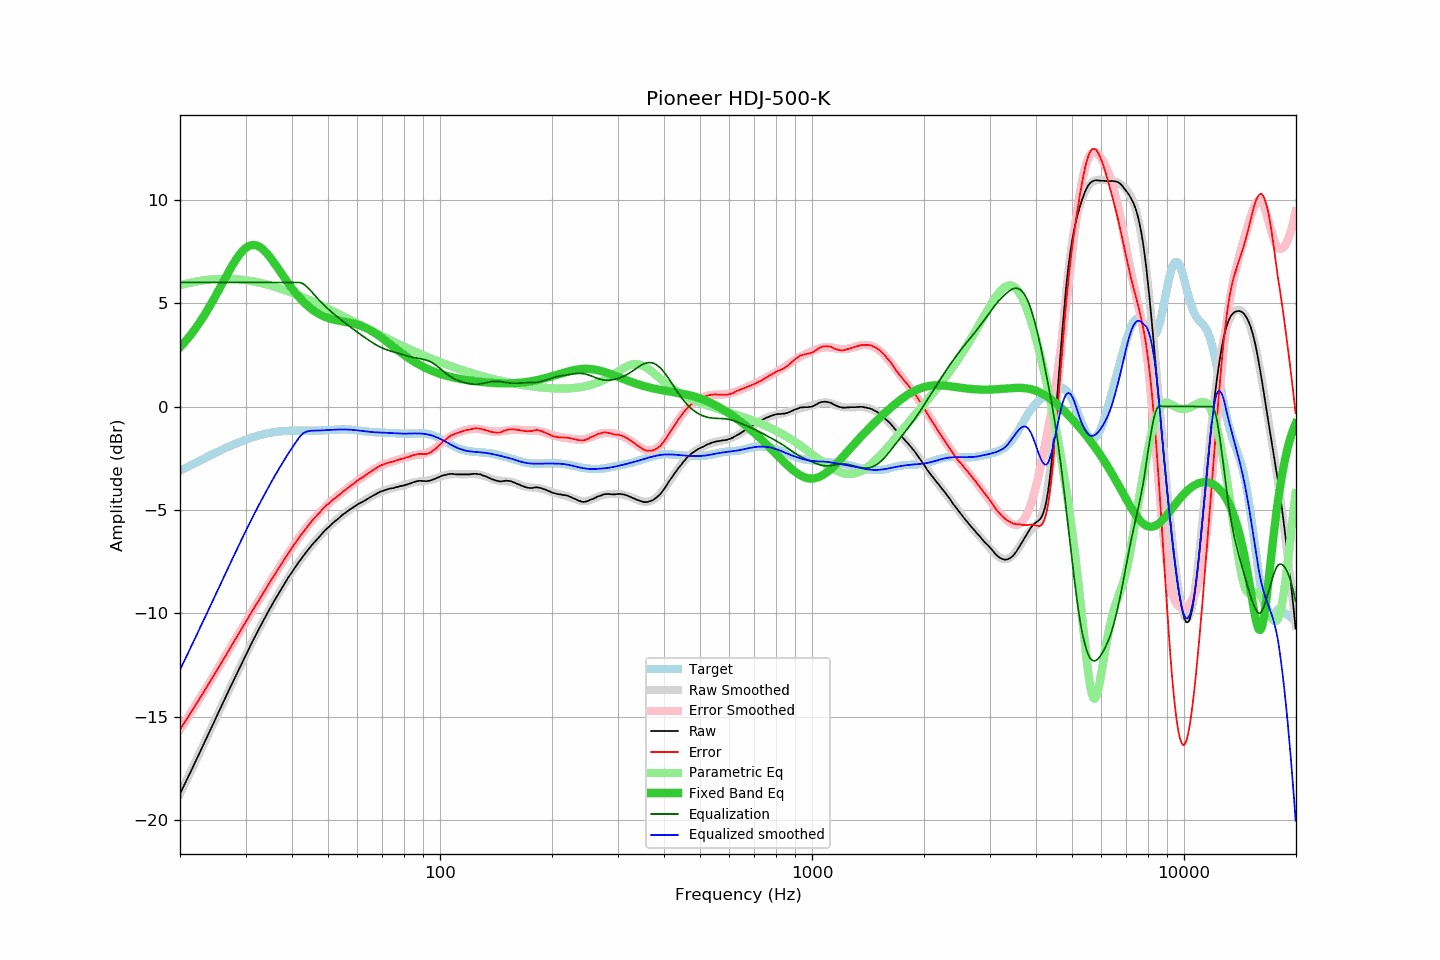 Pioneer HDJ-500-K
10
5
0
−5
−10
−15
−20
Amplitude (dBr)
Target
Raw Smoothed
Error Smoothed
Raw
Error
Parametric Eq
Fixed Band Eq
Equalization
Equalized smoothed
100
1000
10000
Frequency (Hz)